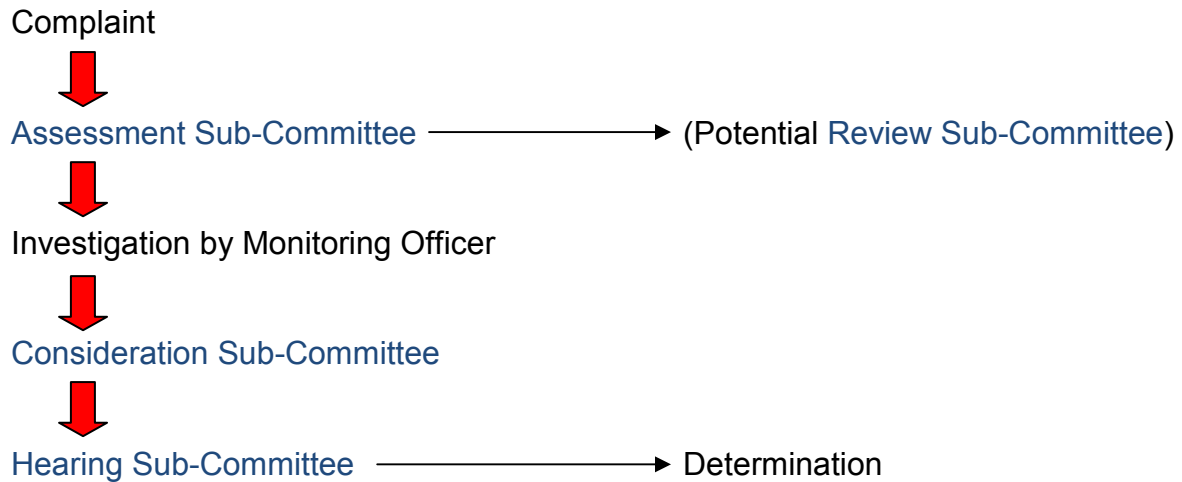 Complaint
Assessment Sub-Committee (Potential Review Sub-Committee)
Investigation by Monitoring Officer
Consideration Sub-Committee
Hearing Sub-Committee Determination